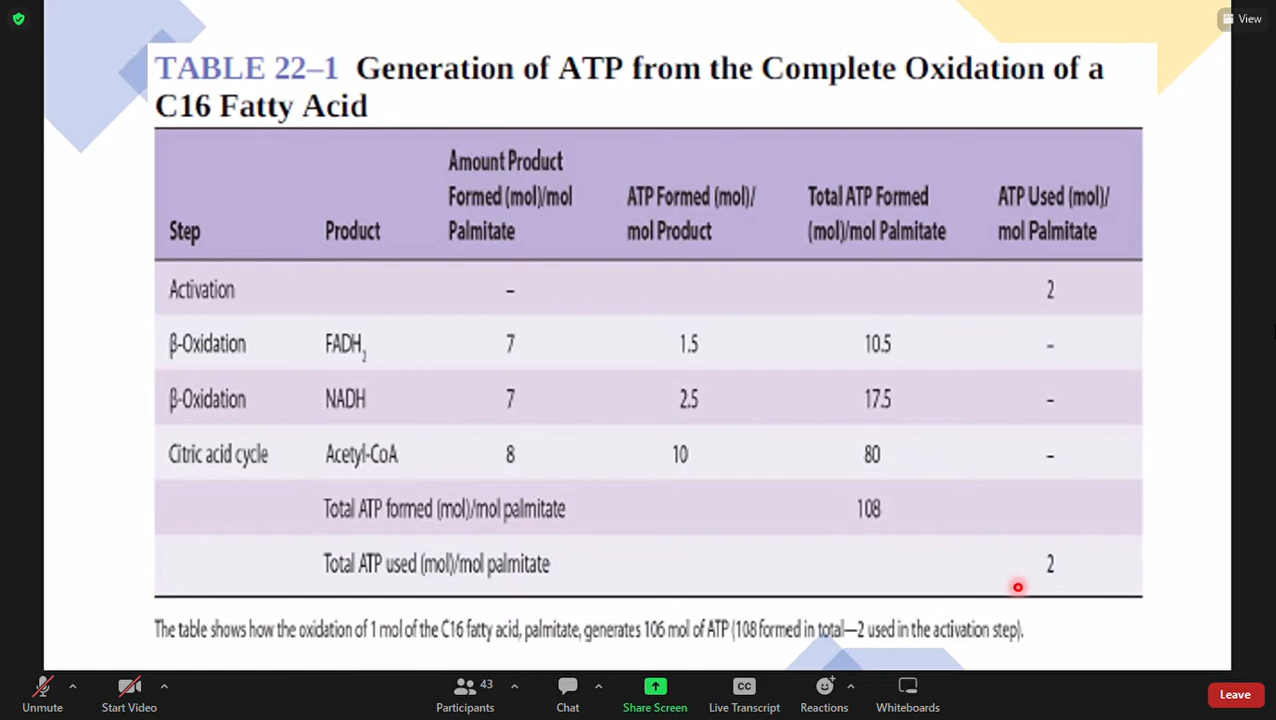 View
TABLE 22–1 Generation of ATP from the Complete Oxidation of a
C16 Fatty Acid
Step Product Amount Product Formed (mol)/mol Palmitate ATP Formed (mol)/ mol Product Total ATP Formed (mol)/mol Palmitate ATP Used (mol)/ mol Palmitate
Activation – 2
β-Oxidation FADH₂ 7 1.5 10.5 –
β-Oxidation NADH 7 2.5 17.5 –
Citric acid cycle Acetyl-CoA 8 10 80 –
Total ATP formed (mol)/mol palmitate 108
Total ATP used (mol)/mol palmitate 2
The table shows how the oxidation of 1 mol of the C16 fatty acid, palmitate, generates 106 mol of ATP (108 formed in total—2 used in the activation step).
Unmute Start Video Participants 43 Chat Share Screen CC Live Transcript Reactions Whiteboards Leave